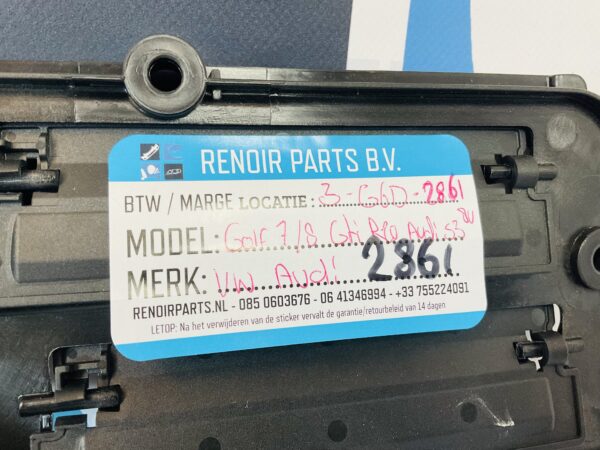 RENOIR PARTS B.V.
BTW / MARGE LOCATIE: 3-G6D-2861
MODEL: Golf 7/8 Gti R20 Audi S3 8V
MERK: VW Audi 2861
RENOIRPARTS.NL - 085 0603676 - 06 41346994 - +33 755224091
LETOP: Na het verwijderen van de sticker vervalt de garantie/retourbeleid van 14 dagen